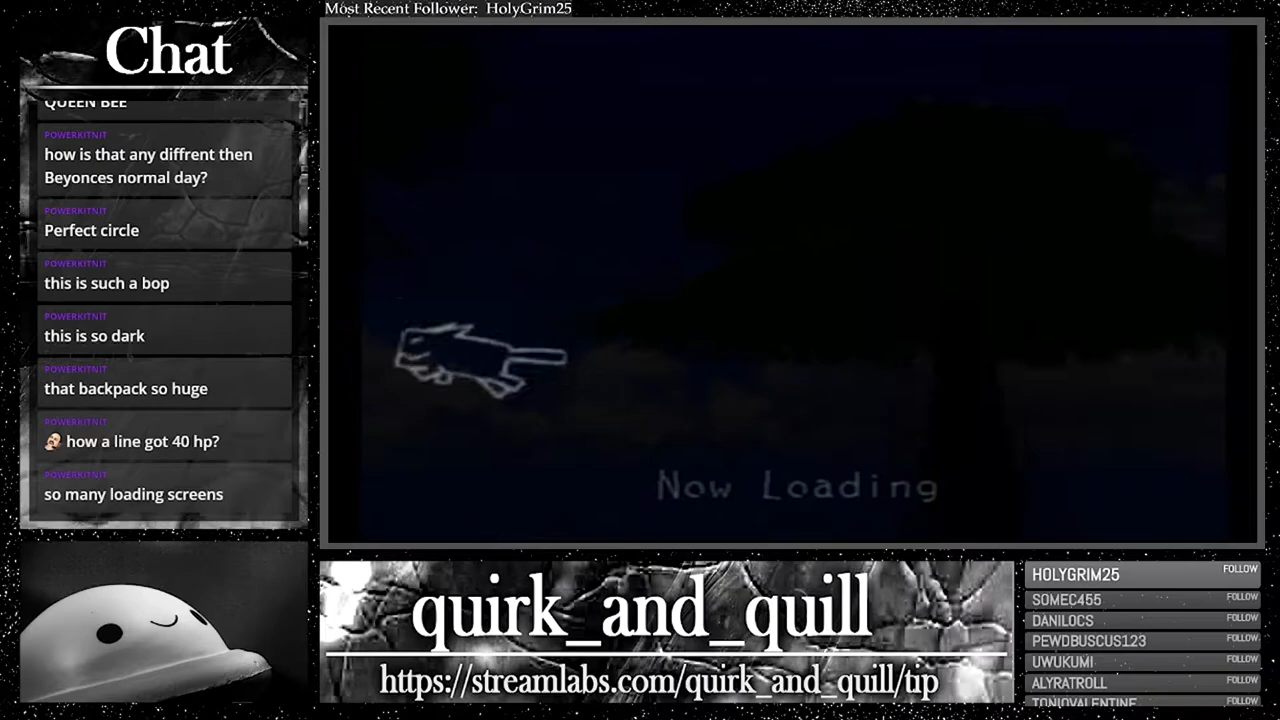 Most Recent Follower: HolyGrim25
Chat
QUEEN BEE
POWERKITNIT
how is that any diffrent then
Beyonces normal day?
POWERKITNIT
Perfect circle
POWERKITNIT
this is such a bop
POWERKITNIT
this is so dark
POWERKITNIT
that backpack so huge
POWERKITNIT
how a line got 40 hp?
POWERKITNIT
so many loading screens
Now Loading
quirk_and_quill
https://streamlabs.com/quirk_and_quill/tip
HOLYGRIM25 FOLLOW
SOMEC455 FOLLOW
DANILOCS FOLLOW
PEWDBUSCUS123 FOLLOW
UWUKUMI FOLLOW
ALYRATROLL FOLLOW
TONIOVALENTINE FOLLOW